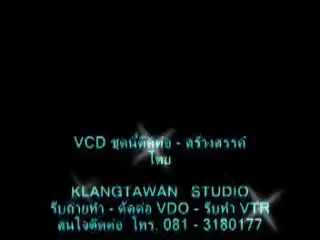 VCD ชุดนี้ตัดต่อ - สร้างสรรค์
โดย
KLANGTAWAN STUDIO
รับถ่ายทำ - ตัดต่อ VDO - รับทำ VTR
สนใจติดต่อ โทร. 081 - 3180177